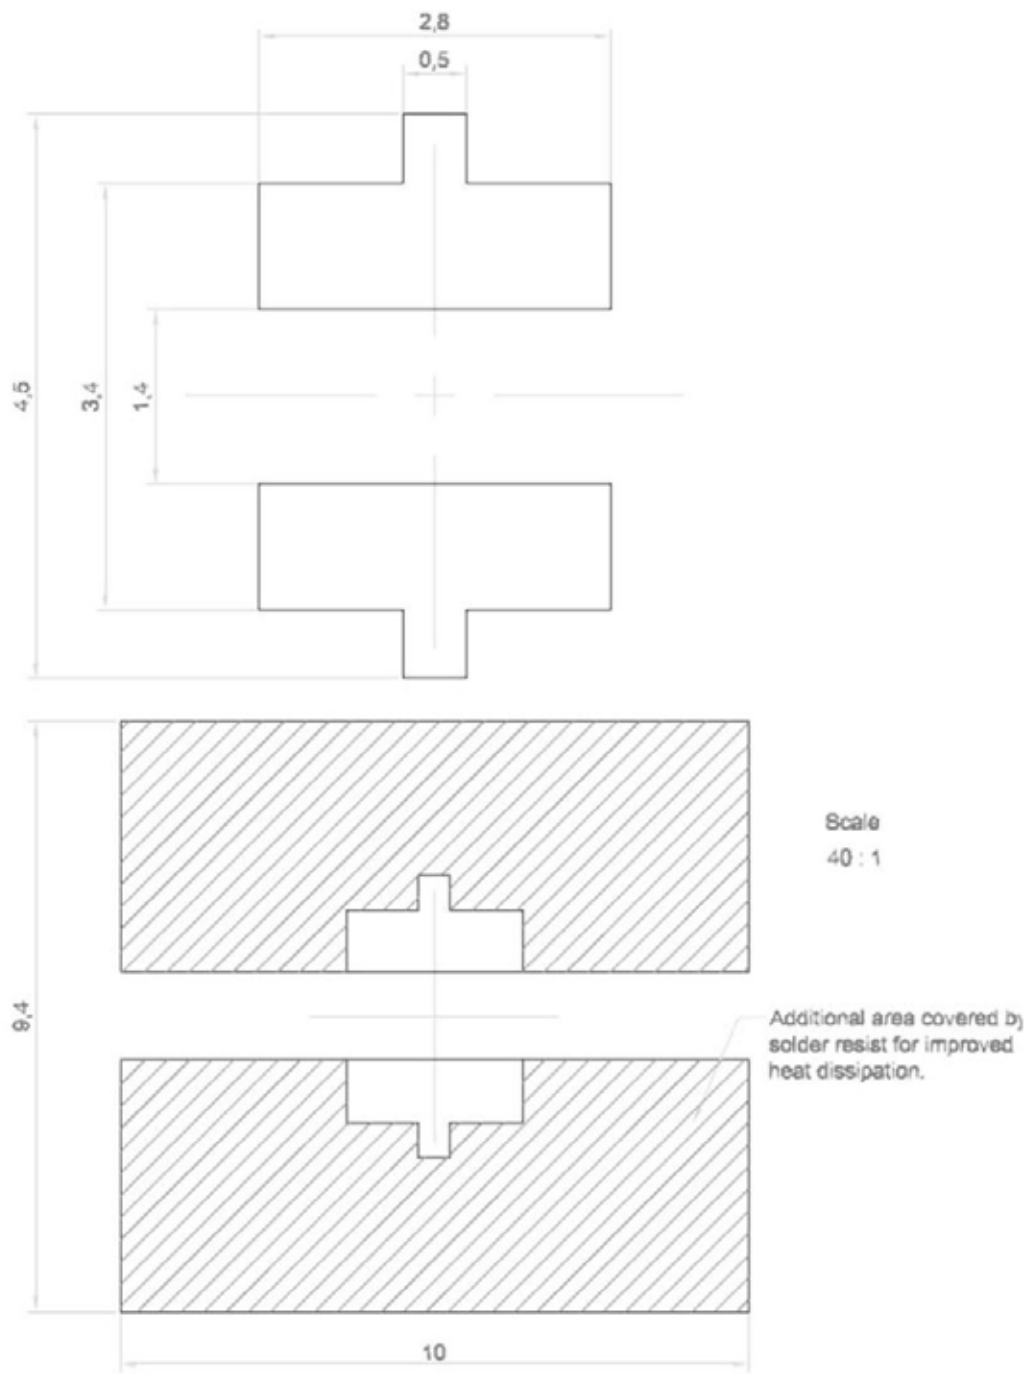 2,8
0,5
4,5
3,4
1,4
Scale
40 : 1
9,4
Additional area covered by
solder resist for improved
heat dissipation.
10